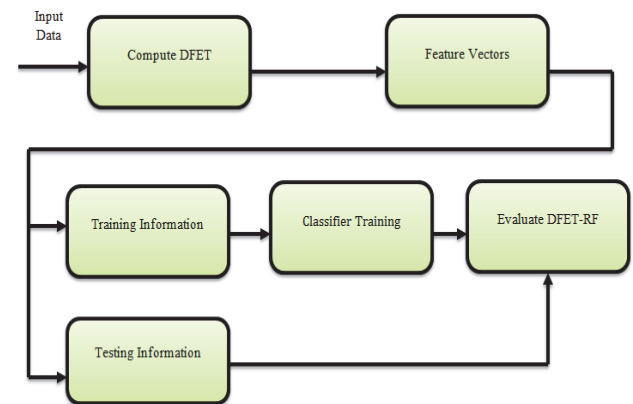 Input
Data
Compute DFET
Feature Vectors
Training Information
Classifier Training
Evaluate DFET-RF
Testing Information